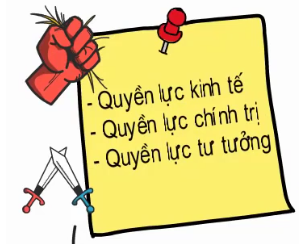 - Quyền lực kinh tế
- Quyền lực chính trị
- Quyền lực tư tưởng